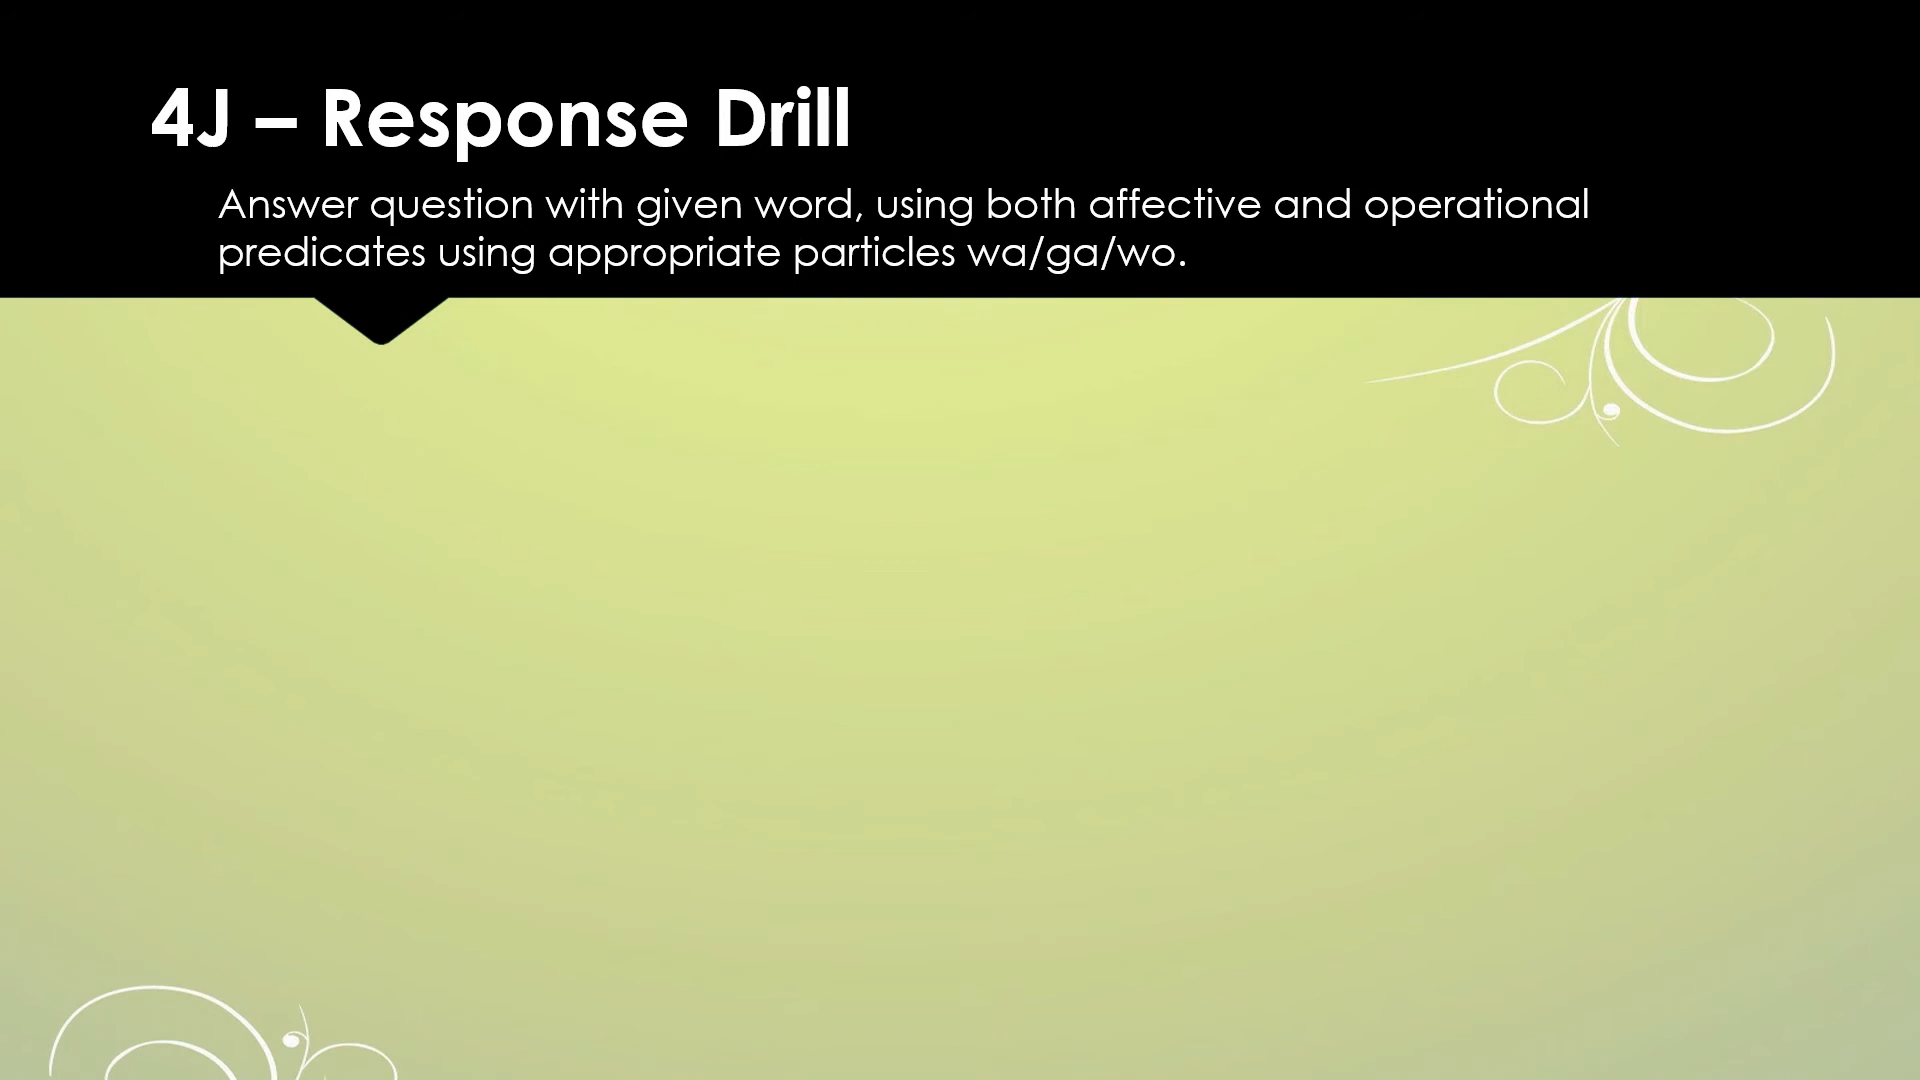 4J – Response Drill
Answer question with given word, using both affective and operational
predicates using appropriate particles wa/ga/wo.